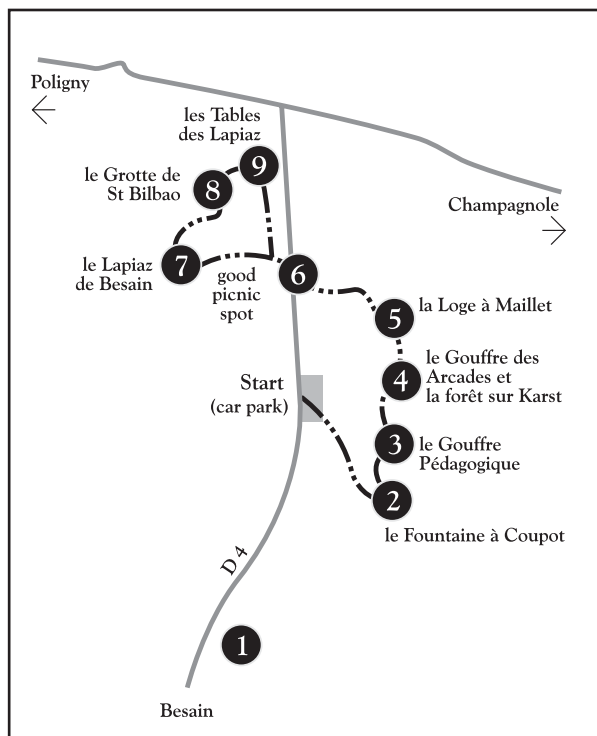 Poligny
les Tables
des Lapiaz
9
le Grotte de
St Bilbao
8
Champagnole
le Lapiaz
de Besain
7
good
picnic
spot
6
5
la Loge à Maillet
4
le Gouffre des
Arcades et
la forêt sur Karst
Start
(car park)
3
le Gouffre
Pédagogique
2
le Fountaine à Coupot
D 4
1
Besain